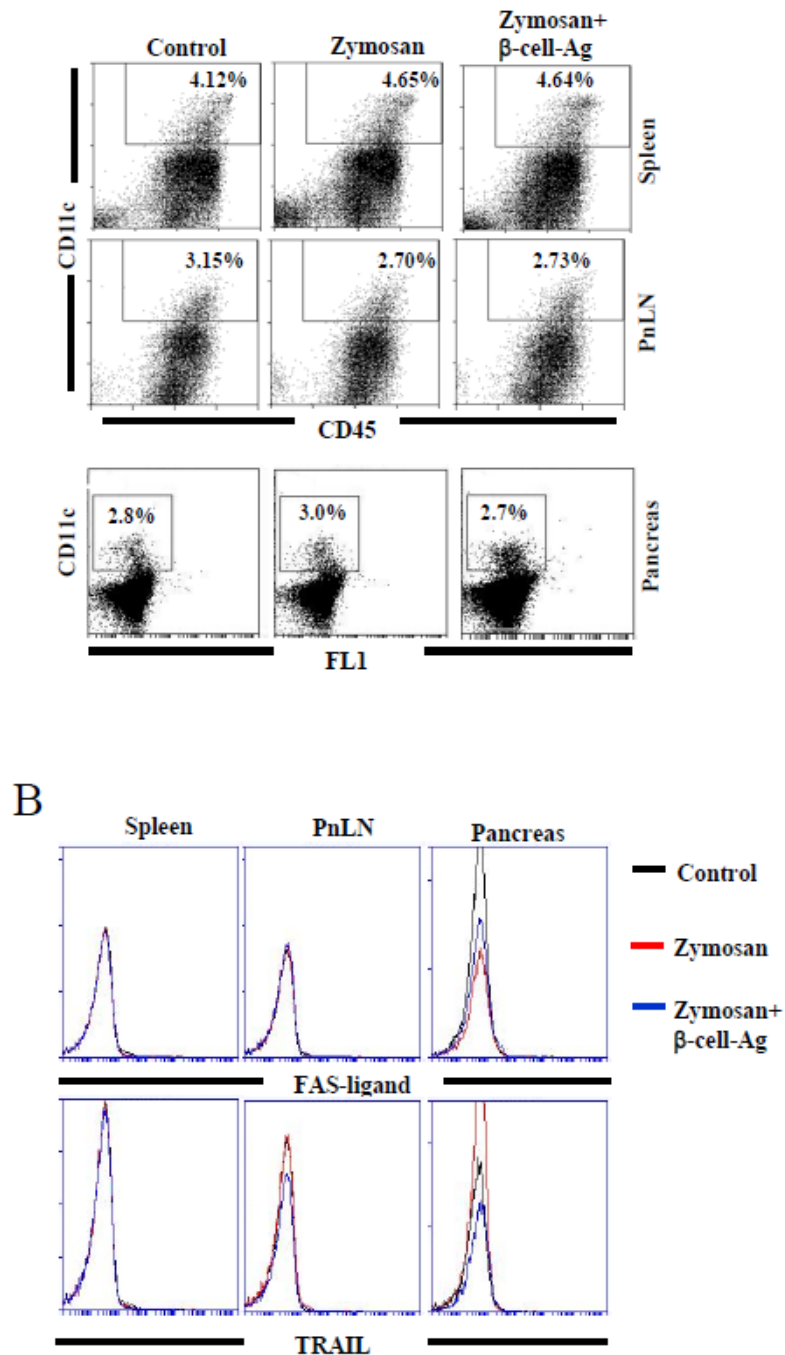 Control Zymosan Zymosan+
β-cell-Ag
4.12% 4.65% 4.64%
Spleen
CD11c
3.15% 2.70% 2.73%
PnLN
CD45
2.8% 3.0% 2.7%
CD11c
Pancreas
FL1
B
Spleen PnLN Pancreas
Control
Zymosan
Zymosan+
β-cell-Ag
FAS-ligand
TRAIL